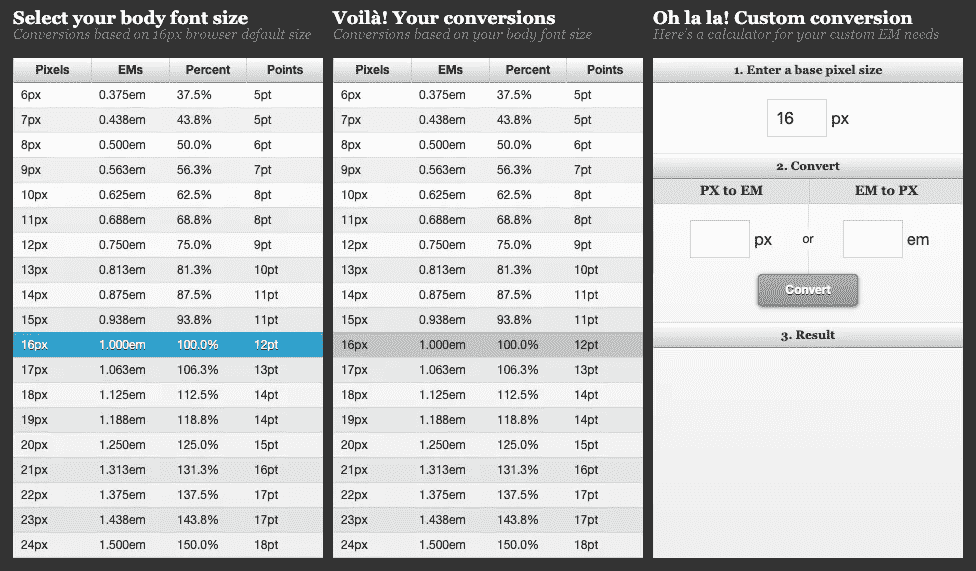 Select your body font size
Conversions based on 16px browser default size
Pixels EMs Percent Points
6px 0.375em 37.5% 5pt
7px 0.438em 43.8% 5pt
8px 0.500em 50.0% 6pt
9px 0.563em 56.3% 7pt
10px 0.625em 62.5% 8pt
11px 0.688em 68.8% 8pt
12px 0.750em 75.0% 9pt
13px 0.813em 81.3% 10pt
14px 0.875em 87.5% 11pt
15px 0.938em 93.8% 11pt
16px 1.000em 100.0% 12pt
17px 1.063em 106.3% 13pt
18px 1.125em 112.5% 14pt
19px 1.188em 118.8% 14pt
20px 1.250em 125.0% 15pt
21px 1.313em 131.3% 16pt
22px 1.375em 137.5% 17pt
23px 1.438em 143.8% 17pt
24px 1.500em 150.0% 18pt
Voilà! Your conversions
Conversions based on your body font size
Pixels EMs Percent Points
6px 0.375em 37.5% 5pt
7px 0.438em 43.8% 5pt
8px 0.500em 50.0% 6pt
9px 0.563em 56.3% 7pt
10px 0.625em 62.5% 8pt
11px 0.688em 68.8% 8pt
12px 0.750em 75.0% 9pt
13px 0.813em 81.3% 10pt
14px 0.875em 87.5% 11pt
15px 0.938em 93.8% 11pt
16px 1.000em 100.0% 12pt
17px 1.063em 106.3% 13pt
18px 1.125em 112.5% 14pt
19px 1.188em 118.8% 14pt
20px 1.250em 125.0% 15pt
21px 1.313em 131.3% 16pt
22px 1.375em 137.5% 17pt
23px 1.438em 143.8% 17pt
24px 1.500em 150.0% 18pt
Oh la la! Custom conversion
Here's a calculator for your custom EM needs
1. Enter a base pixel size
16 px
2. Convert
PX to EM EM to PX
px or em
Convert
3. Result